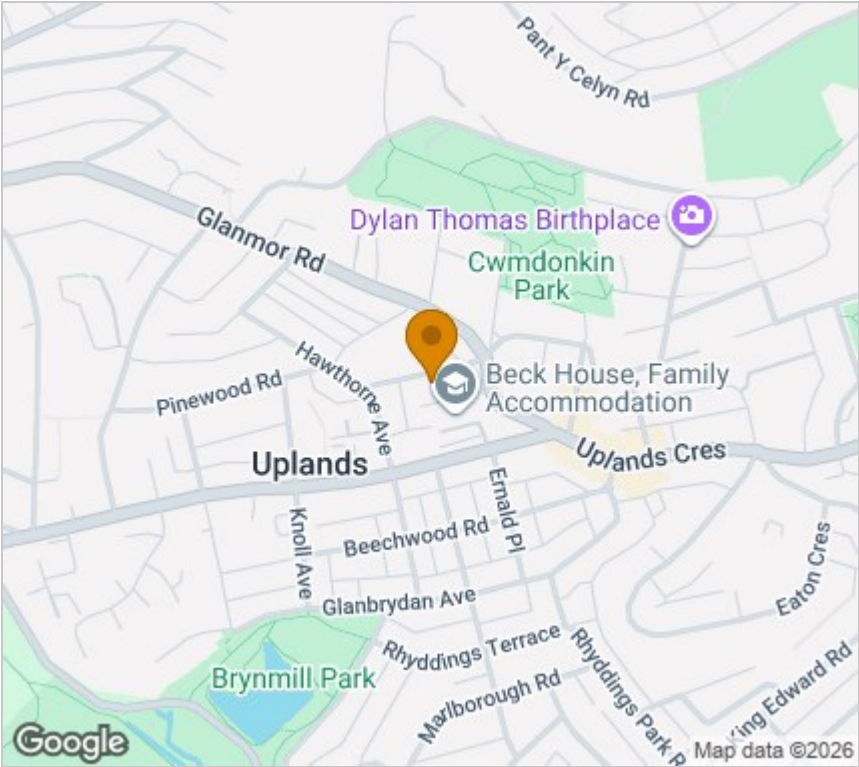 Pant Y Celyn Rd
Glanmor Rd
Dylan Thomas Birthplace
Cwmdonkin
Park
Hawthorne Ave
Pinewood Rd
Beck House, Family
Accommodation
Uplands
Uplands Cres
Ernald Pl
Knoll Ave
Beechwood Rd
Eaton Cres
Glanbrydan Ave
Rhyddings Terrace
Brynmill Park
Marlborough Rd
Rhyddings Park R
King Edward Rd
Google
Map data ©2026